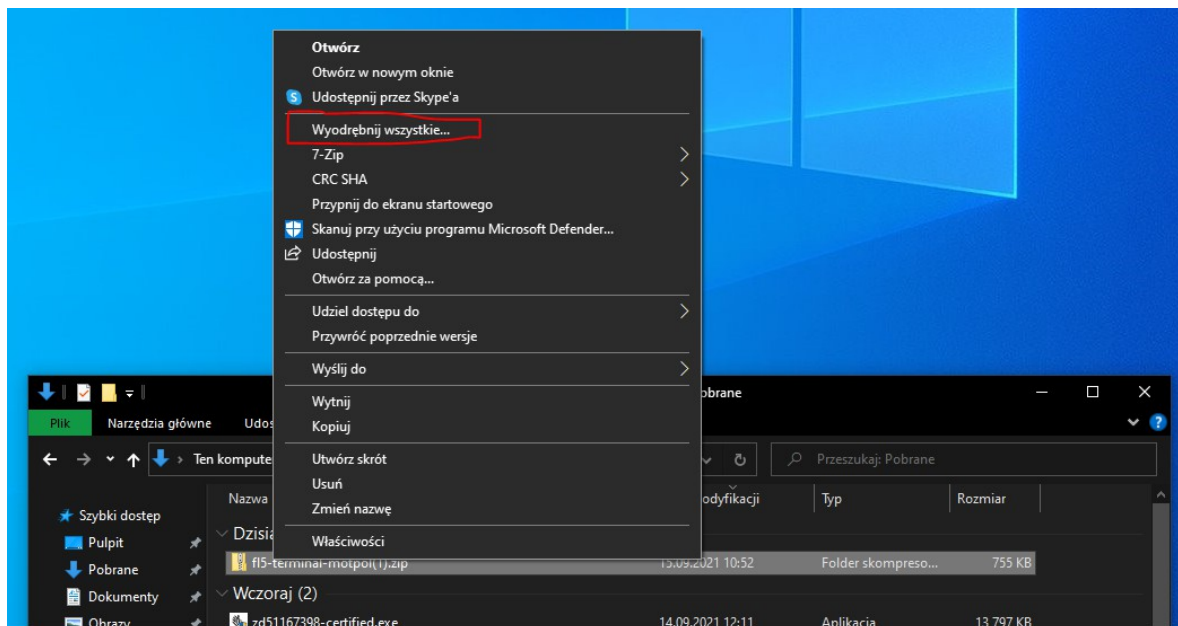 Otwórz
Otwórz w nowym oknie
Udostępnij przez Skype'a
Wyodrębnij wszystkie...
7-Zip
CRC SHA
Przypnij do ekranu startowego
Skanuj przy użyciu programu Microsoft Defender...
Udostępnij
Otwórz za pomocą...
Udziel dostępu do
Przywróć poprzednie wersje
Wyślij do
Wytnij
Kopiuj
Utwórz skrót
Usuń
Zmień nazwę
Właściwości
obrane
Plik Narzędzia główne Udos
Ten kompute Przeszukaj: Pobrane
Nazwa odyfikacji Typ Rozmiar
Szybki dostęp
Pulpit
Pobrane
Dokumenty
Obrazy
Dzisia
fl5-terminal-motpol(1).zip 15.09.2021 10:52 Folder skompreso... 755 KB
Wczoraj (2)
zd51167398-certified.exe 14.09.2021 12:11 Aplikacja 13 797 KB